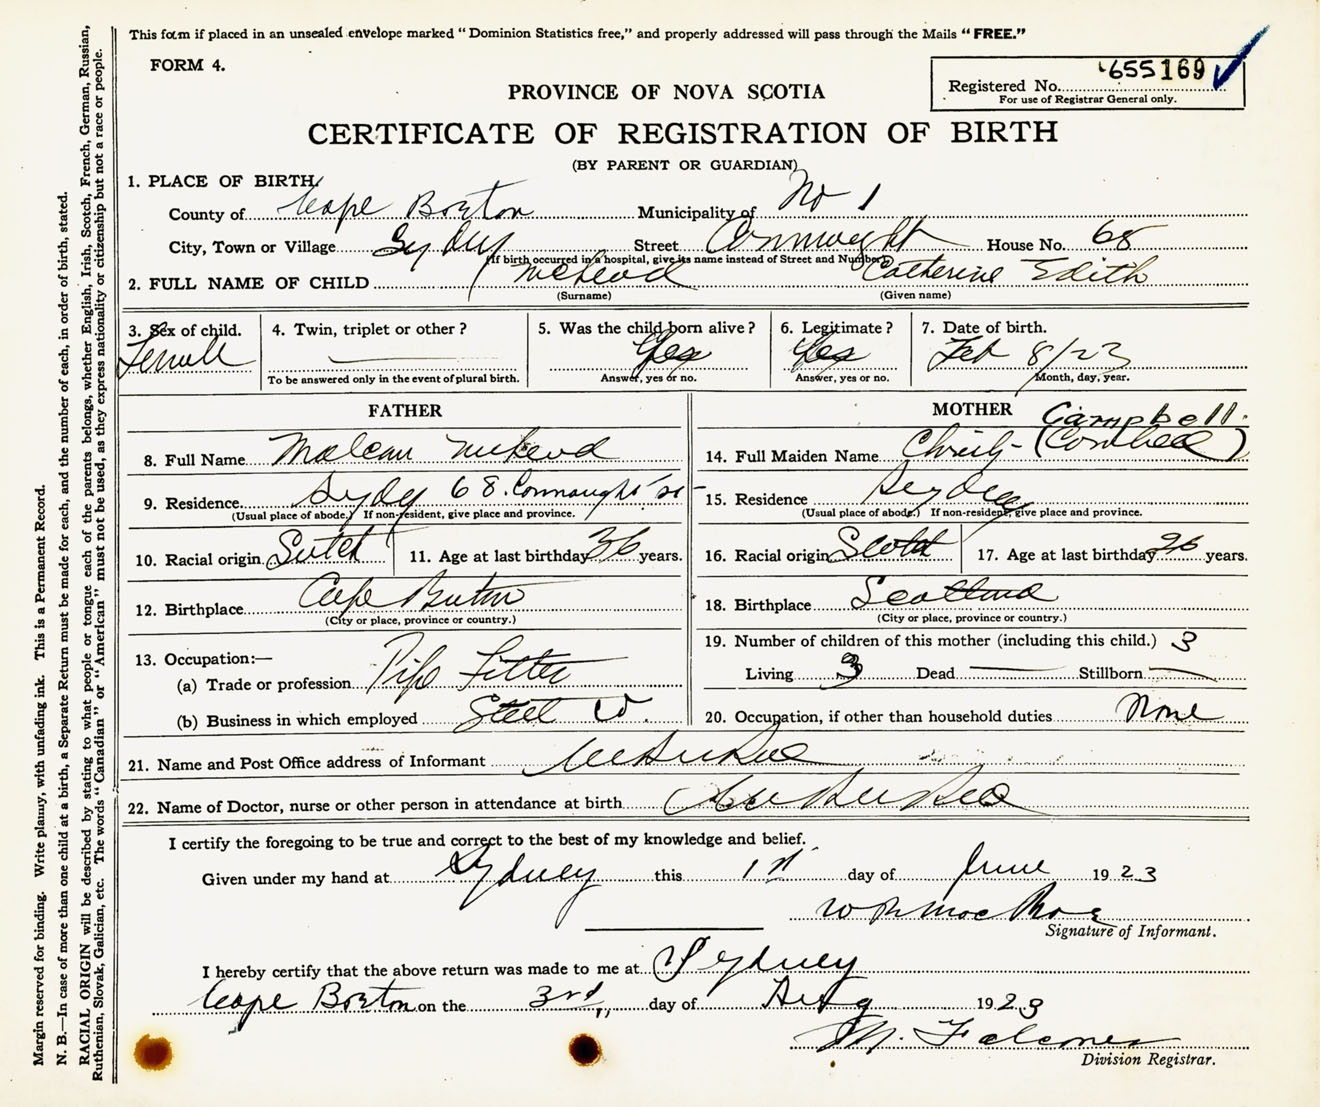 This form if placed in an unsealed envelope marked "Dominion Statistics free," and properly addressed will pass through the Mails "FREE."
FORM 4.
655169
Registered No.
For use of Registrar General only.
PROVINCE OF NOVA SCOTIA
CERTIFICATE OF REGISTRATION OF BIRTH
(BY PARENT OR GUARDIAN)
1. PLACE OF BIRTH
County of Cape Breton Municipality of No 1
City, Town or Village Sydney Street Connaught House No. 68
(If birth occurred in a hospital, give its name instead of Street and Number)
2. FULL NAME OF CHILD McLeod Catherine Edith
(Surname) (Given name)
3. Sex of child. Female
4. Twin, triplet or other?
To be answered only in the event of plural birth.
5. Was the child born alive? Yes
Answer, yes or no.
6. Legitimate? Yes
Answer, yes or no.
7. Date of birth. Feb 8/23
Month, day, year.
FATHER
8. Full Name McLeod
9. Residence Sydney 68 Connaught St
(Usual place of abode.) If non-resident, give place and province.
10. Racial origin Scotch 11. Age at last birthday 36 years.
12. Birthplace Cape Breton
(City or place, province or country.)
13. Occupation:—
(a) Trade or profession Pipe Fitter
(b) Business in which employed Steel W.
MOTHER
Campbell
14. Full Maiden Name Christy
15. Residence Sydney
(Usual place of abode.) If non-resident, give place and province.
16. Racial origin Scotch 17. Age at last birthday 26 years.
18. Birthplace Scotland
(City or place, province or country.)
19. Number of children of this mother (including this child.) 3
Living 3 Dead Stillborn
20. Occupation, if other than household duties None
21. Name and Post Office address of Informant
22. Name of Doctor, nurse or other person in attendance at birth
I certify the foregoing to be true and correct to the best of my knowledge and belief.
Given under my hand at Sydney this 1st day of June 1923
Signature of Informant.
I hereby certify that the above return was made to me at Sydney
Cape Breton on the 3rd, day of Aug 1923
Division Registrar.
Margin reserved for binding. Write plainly, with unfading ink. This is a Permanent Record.
N. B.—In case of more than one child at a birth, a Separate Return must be made for each, and the number of each, in order of birth, stated.
RACIAL ORIGIN will be described by stating to what people or tongue each of the parents belongs, whether English, Irish, Scotch, French, German, Russian,
Ruthenian, Slovak, Galician, etc. The words "Canadian" or "American" must not be used, as they express nationality or citizenship but not a race or people.